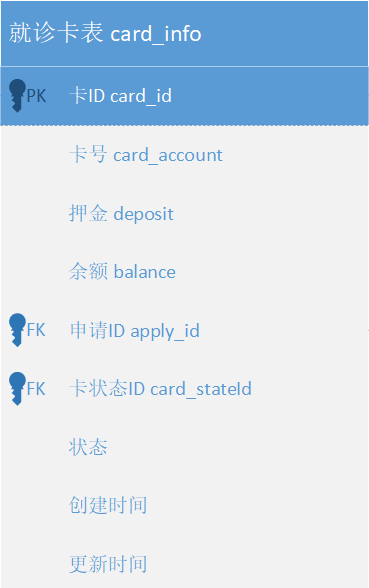 就诊卡表 card_info
PK 卡ID card_id
卡号 card_account
押金 deposit
余额 balance
FK 申请ID apply_id
FK 卡状态ID card_stateId
状态
创建时间
更新时间